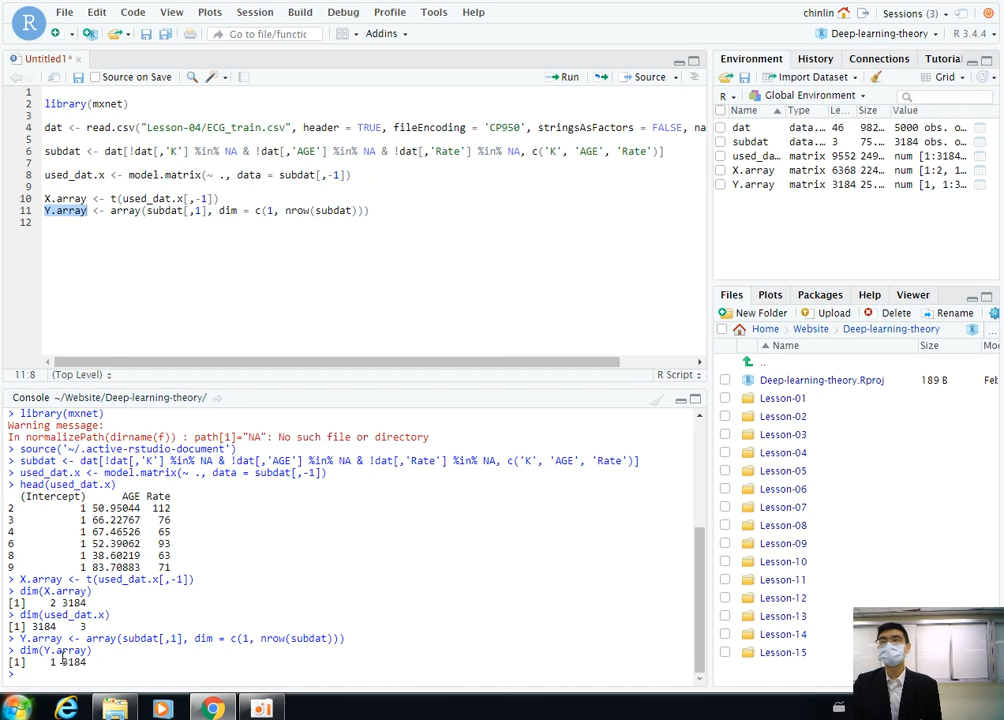 File Edit Code View Plots Session Build Debug Profile Tools Help
chinlin Sessions (3)
R
Go to file/functic Addins
Deep-learning-theory R 3.4.4
Untitled1*
Source on Save Run Source
1
2 library(mxnet)
3
4 dat <- read.csv("Lesson-04/ECG_train.csv", header = TRUE, fileEncoding = 'CP950', stringsAsFactors = FALSE, na
5
6 subdat <- dat[!dat[,'K'] %in% NA & !dat[,'AGE'] %in% NA & !dat[,'Rate'] %in% NA, c('K', 'AGE', 'Rate')]
7
8 used_dat.x <- model.matrix(~ ., data = subdat[,-1])
9
10 X.array <- t(used_dat.x[,-1])
11 Y.array <- array(subdat[,1], dim = c(1, nrow(subdat)))
12
11:8 (Top Level) R Script
Console ~/Website/Deep-learning-theory/
> library(mxnet)
Warning message:
In normalizePath(dirname(f)) : path[1]="NA": No such file or directory
> source('~/.active-rstudio-document')
> subdat <- dat[!dat[,'K'] %in% NA & !dat[,'AGE'] %in% NA & !dat[,'Rate'] %in% NA, c('K', 'AGE', 'Rate')]
> used_dat.x <- model.matrix(~ ., data = subdat[,-1])
> head(used_dat.x)
(Intercept) AGE Rate
2 1 50.95044 112
3 1 66.22767 76
4 1 67.46526 65
6 1 52.39062 93
8 1 38.60219 63
9 1 83.70883 71
> X.array <- t(used_dat.x[,-1])
> dim(X.array)
[1] 2 3184
> dim(used_dat.x)
[1] 3184 3
> Y.array <- array(subdat[,1], dim = c(1, nrow(subdat)))
> dim(Y.array)
[1] 1 3184
>
Environment History Connections Tutorial
Import Dataset Grid
R Global Environment
Name Type Le... Size Value
dat data.... 46 982... 5000 obs. o...
subdat data.... 3 75.... 3184 obs. o...
used_da... matrix 9552 249... num [1:3184...
X.array matrix 6368 224... num [1:2, 1...
Y.array matrix 3184 25.... num [1, 1:3...
Files Plots Packages Help Viewer
New Folder Upload Delete Rename
Home Website Deep-learning-theory ...
Name Size Mo
..
Deep-learning-theory.Rproj 189 B Feb
Lesson-01
Lesson-02
Lesson-03
Lesson-04
Lesson-05
Lesson-06
Lesson-07
Lesson-08
Lesson-09
Lesson-10
Lesson-11
Lesson-12
Lesson-13
Lesson-14
Lesson-15